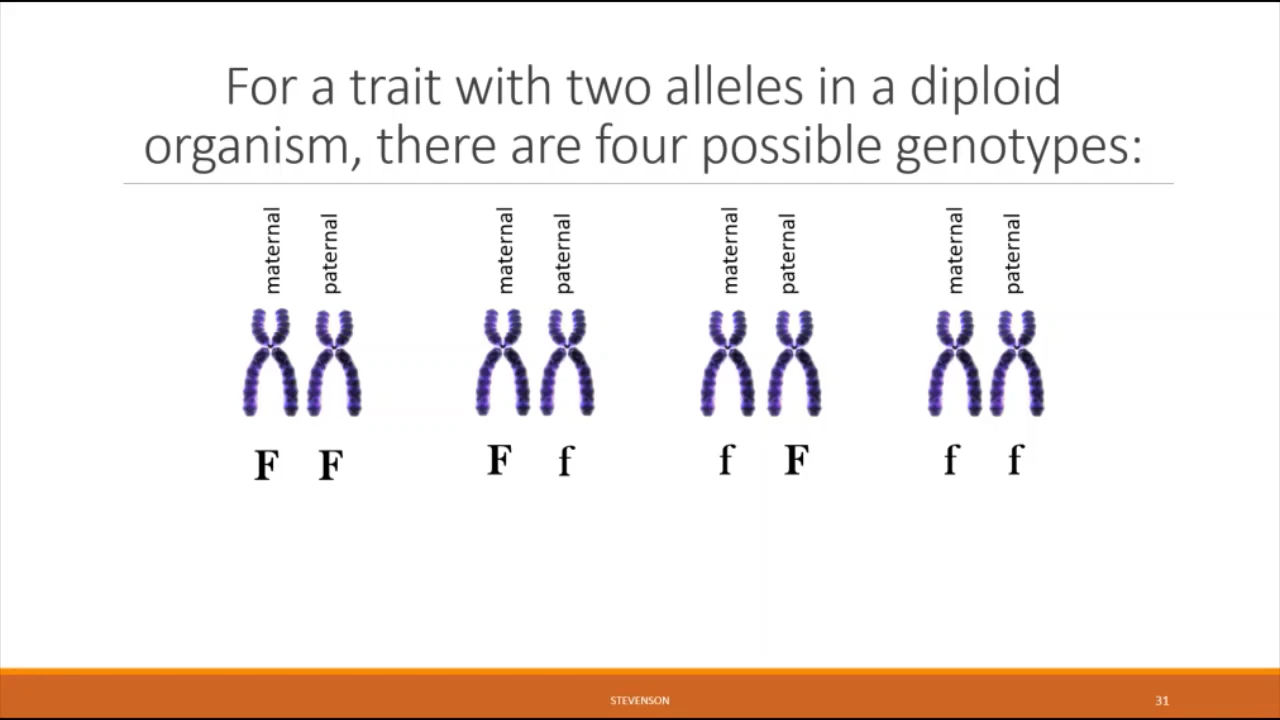 For a trait with two alleles in a diploid
organism, there are four possible genotypes:
maternal paternal maternal paternal maternal paternal maternal paternal
F F F f f F f f
STEVENSON 31